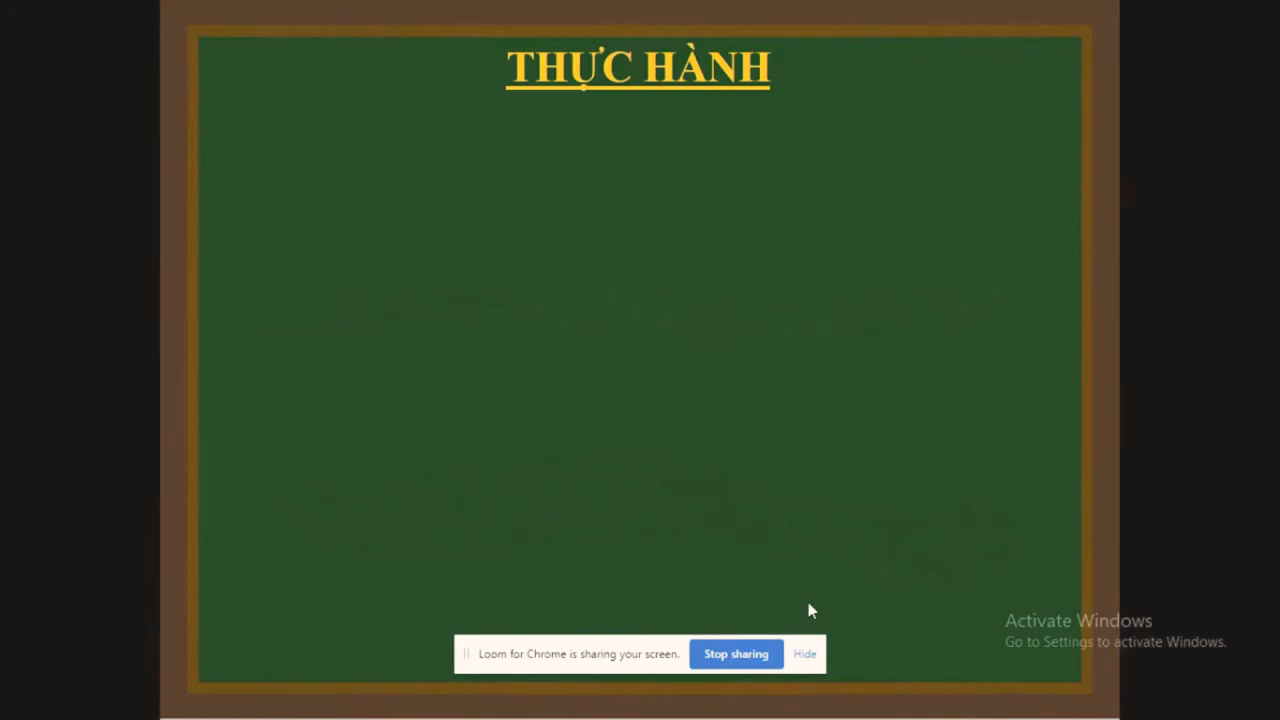 THỰC HÀNH
Activate Windows
Go to Settings to activate Windows.
Loom for Chrome is sharing your screen. Stop sharing Hide